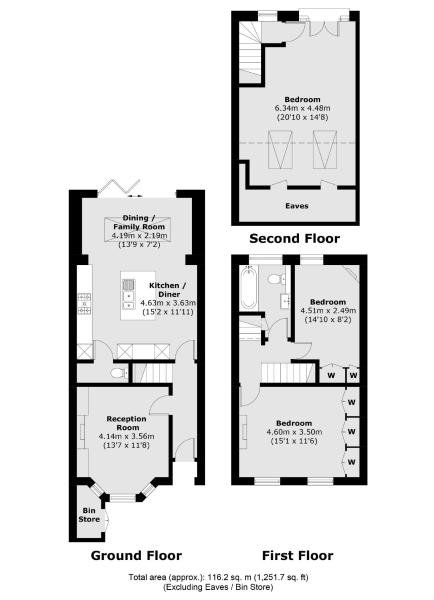 Bedroom
6.34m x 4.48m
(20'10 x 14'8)
Eaves
Second Floor
Dining /
Family Room
4.19m x 2.19m
(13'9 x 7'2)
Kitchen /
Diner
4.63m x 3.63m
(15'2 x 11'11)
Reception
Room
4.14m x 3.56m
(13'7 x 11'8)
Bin
Store
Ground Floor
Bedroom
4.51m x 2.49m
(14'10 x 8'2)
W W
Bedroom
4.60m x 3.50m
(15'1 x 11'6)
W
W
W
First Floor
Total area (approx.): 116.2 sq. m (1,251.7 sq. ft)
(Excluding Eaves / Bin Store)